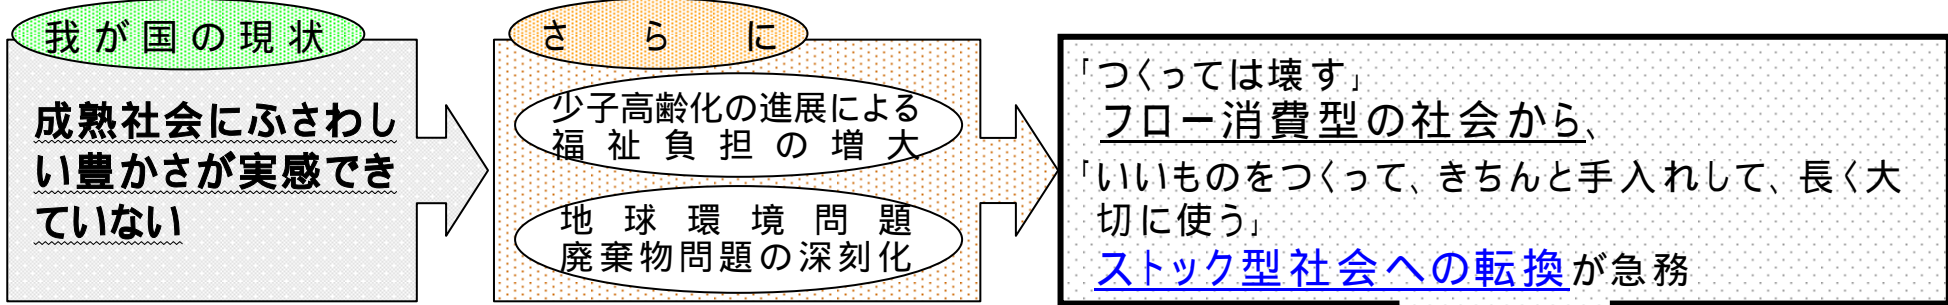 我が国の現状
成熟社会にふさわし
い豊かさが実感でき
ていない
さらに
少子高齢化の進展による
福祉負担の増大
地球環境問題
廃棄物問題の深刻化
「つくっては壊す」
フロー消費型の社会から、
「いいものをつくって、きちんと手入れして、長く大
切に使う」
ストック型社会への転換が急務